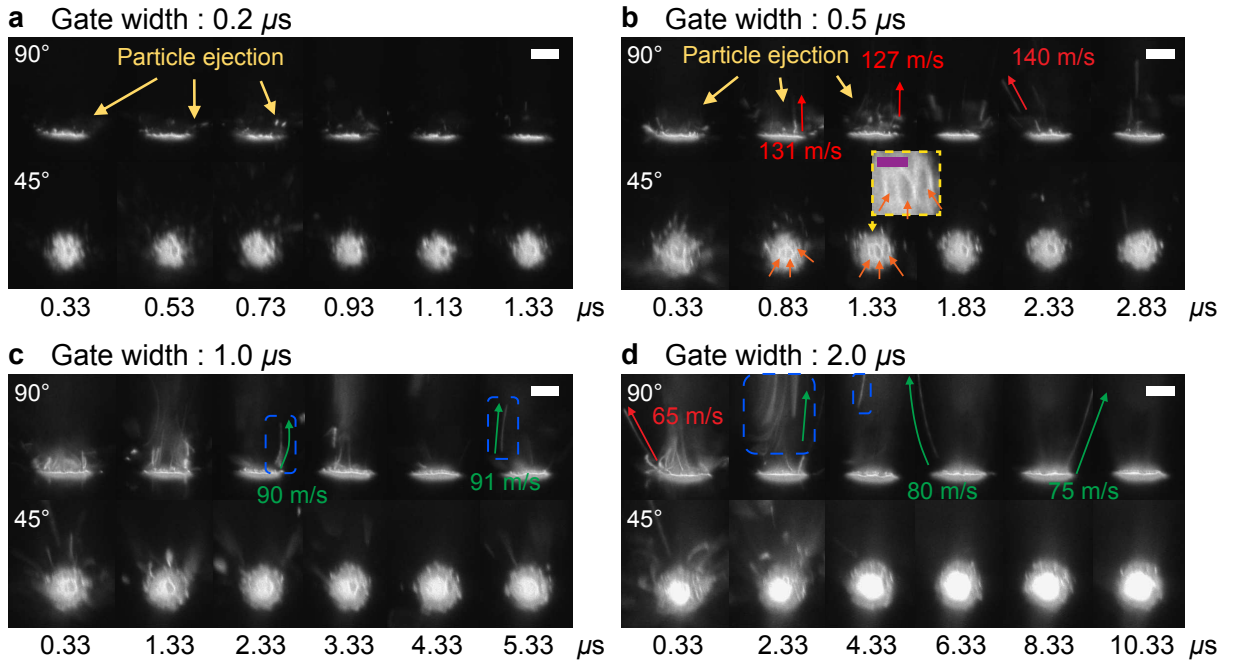 a Gate width : 0.2 µs
90°
Particle ejection
45°
0.33 0.53 0.73 0.93 1.13 1.33 µs
b Gate width : 0.5 µs
90°
Particle ejection
127 m/s
140 m/s
131 m/s
45°
0.33 0.83 1.33 1.83 2.33 2.83 µs
c Gate width : 1.0 µs
90°
90 m/s
91 m/s
45°
0.33 1.33 2.33 3.33 4.33 5.33 µs
d Gate width : 2.0 µs
90°
65 m/s
80 m/s
75 m/s
45°
0.33 2.33 4.33 6.33 8.33 10.33 µs